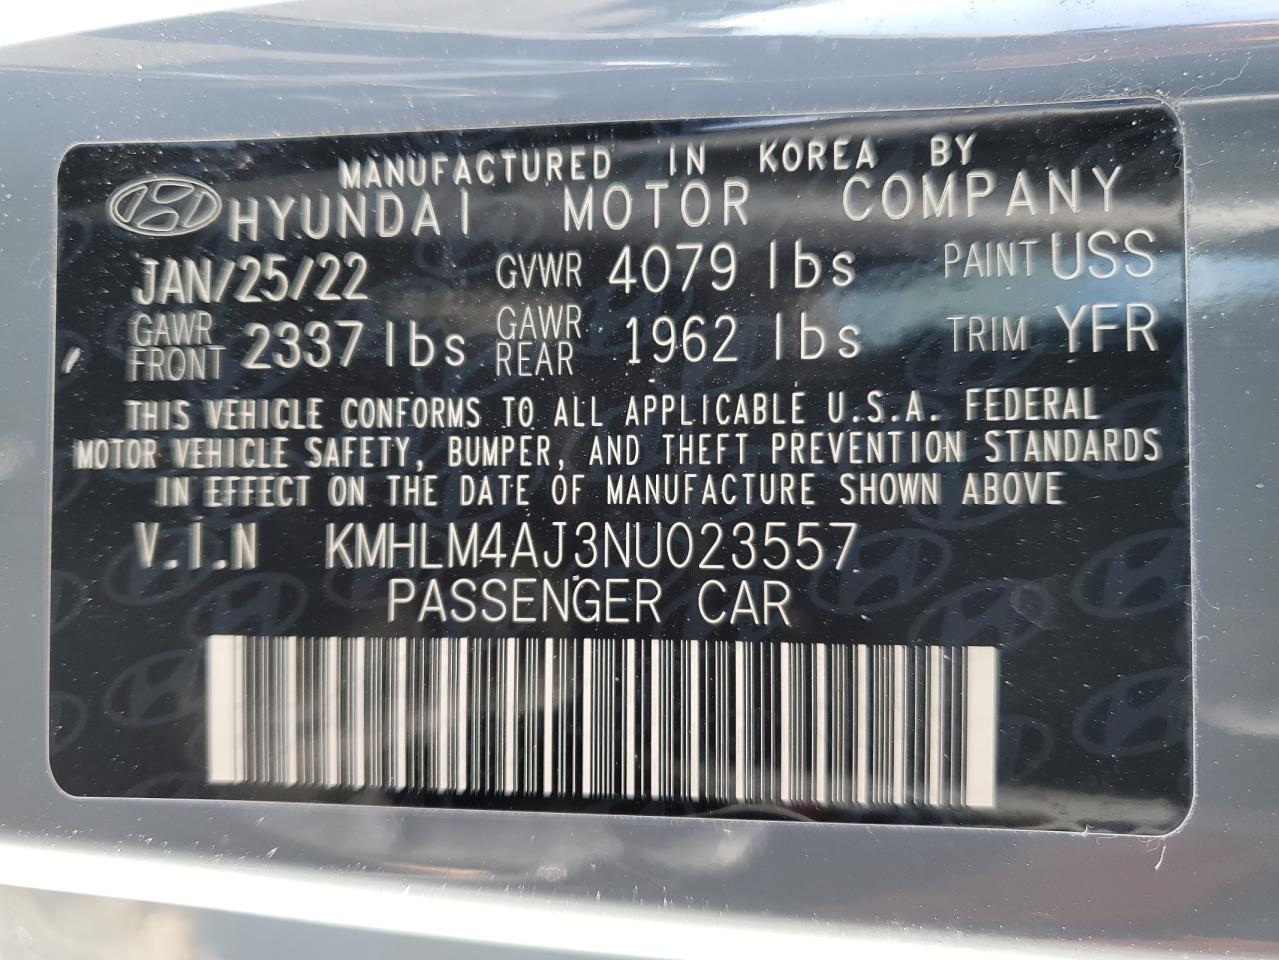 MANUFACTURED IN KOREA BY
HYUNDAI MOTOR COMPANY
JAN/25/22 GVWR 4079 lbs PAINT USS
GAWR FRONT 2337 lbs GAWR REAR 1962 lbs TRIM YFR
THIS VEHICLE CONFORMS TO ALL APPLICABLE U.S.A. FEDERAL
MOTOR VEHICLE SAFETY, BUMPER, AND THEFT PREVENTION STANDARDS
IN EFFECT ON THE DATE OF MANUFACTURE SHOWN ABOVE
V.I.N KMHLM4AJ3NU023557
PASSENGER CAR